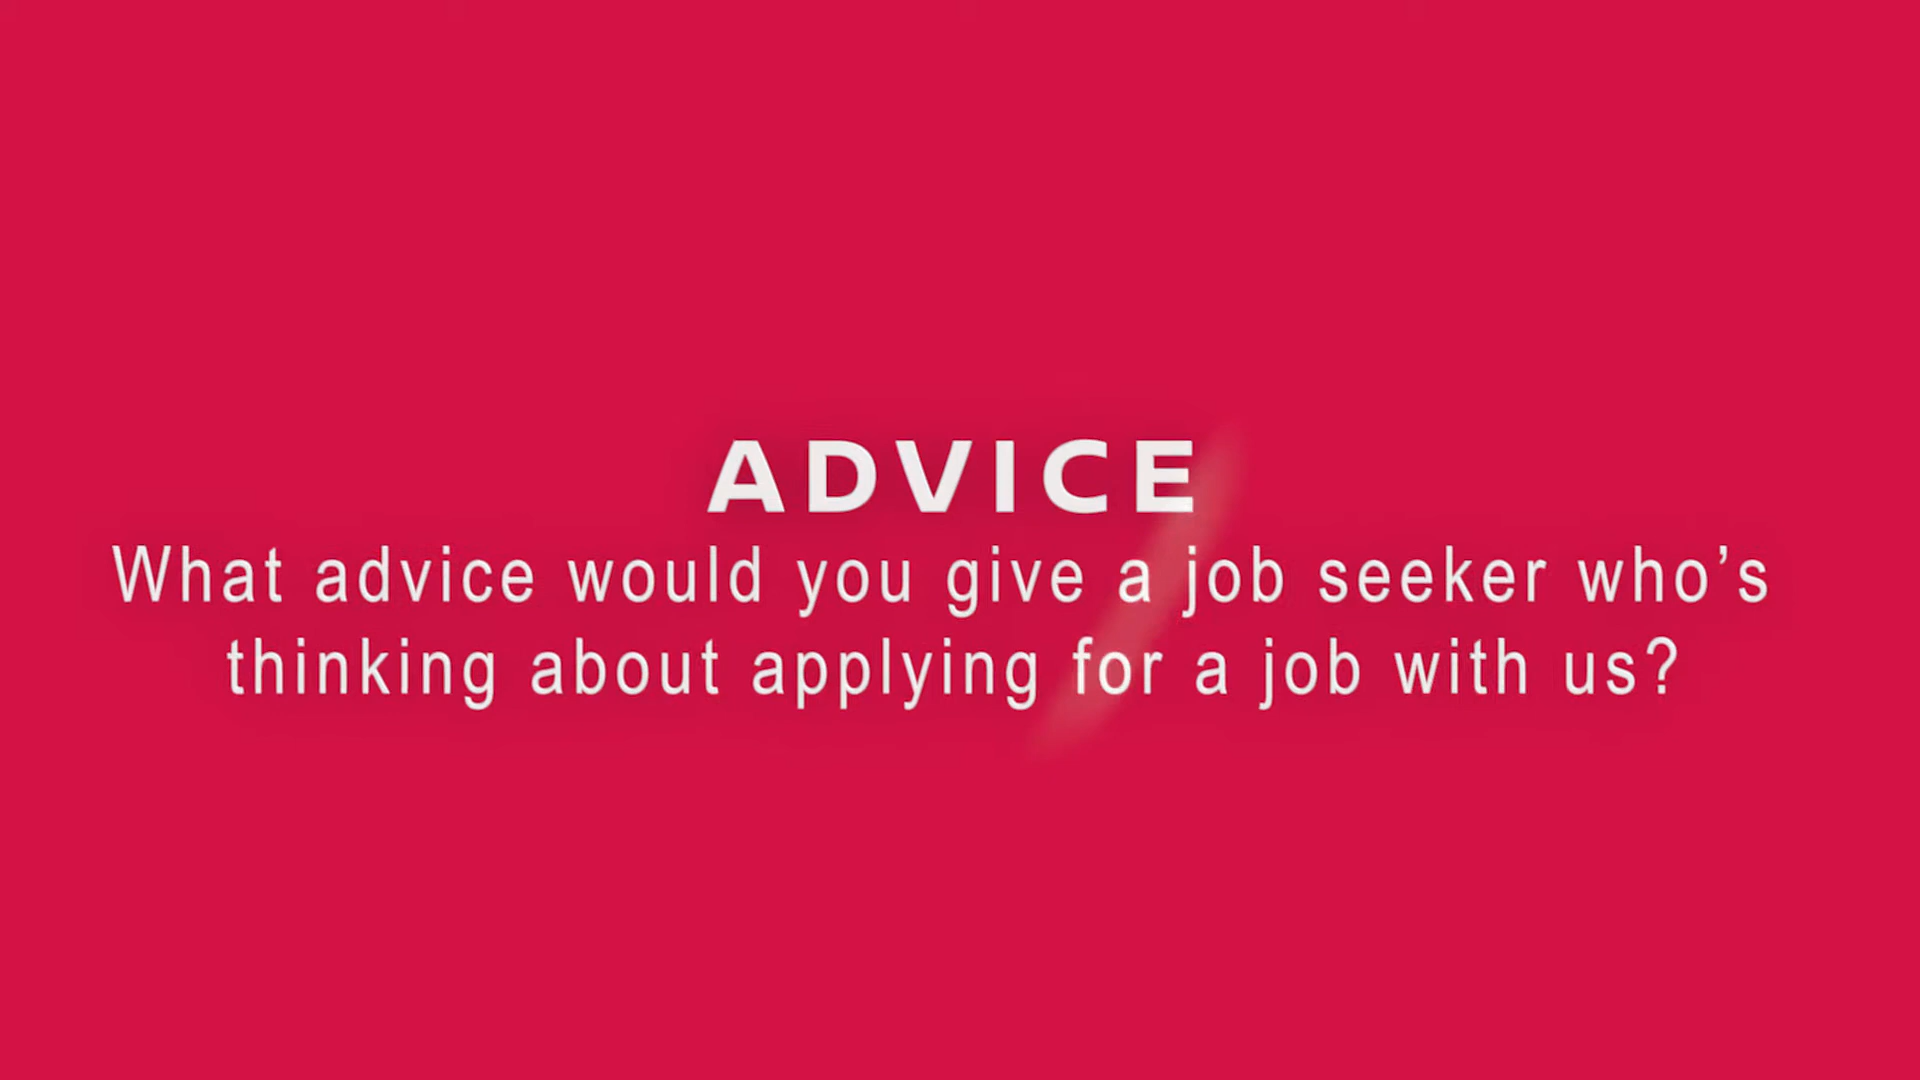 ADVICE
What advice would you give a job seeker who’s
thinking about applying for a job with us?